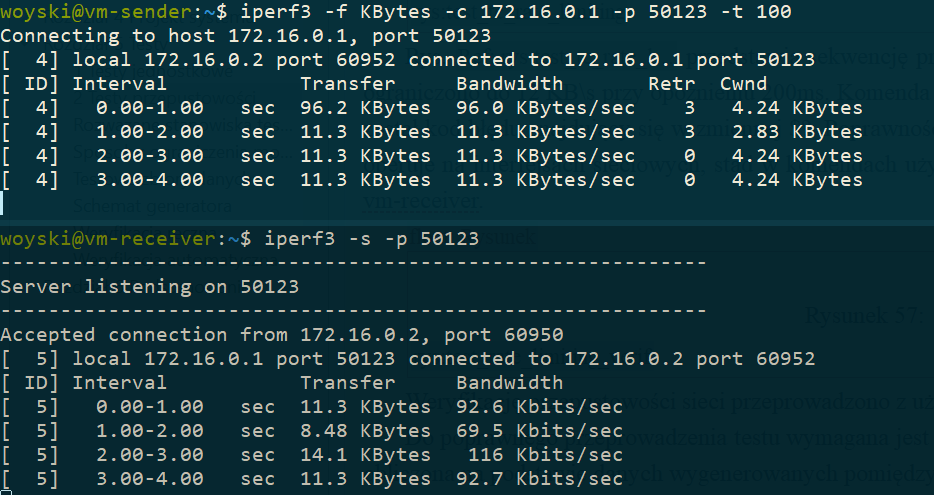 woyski@vm-sender:~$ iperf3 -f KBytes -c 172.16.0.1 -p 50123 -t 100
Connecting to host 172.16.0.1, port 50123
[  4] local 172.16.0.2 port 60952 connected to 172.16.0.1 port 50123
[ ID] Interval           Transfer     Bandwidth       Retr  Cwnd
[  4]   0.00-1.00   sec  96.2 KBytes  96.0 KBytes/sec    3   4.24 KBytes
[  4]   1.00-2.00   sec  11.3 KBytes  11.3 KBytes/sec    3   2.83 KBytes
[  4]   2.00-3.00   sec  11.3 KBytes  11.3 KBytes/sec    0   4.24 KBytes
[  4]   3.00-4.00   sec  11.3 KBytes  11.3 KBytes/sec    0   4.24 KBytes
vm-receiver.
woyski@vm-receiver:~$ iperf3 -s -p 50123
-----------------------------------------------------------
Server listening on 50123
-----------------------------------------------------------
Rysunek 57:
Accepted connection from 172.16.0.2, port 60950
[  5] local 172.16.0.1 port 50123 connected to 172.16.0.2 port 60952
[ ID] Interval           Transfer     Bandwidth
[  5]   0.00-1.00   sec  11.3 KBytes  92.6 Kbits/sec
[  5]   1.00-2.00   sec  8.48 KBytes  69.5 Kbits/sec
[  5]   2.00-3.00   sec  14.1 KBytes   116 Kbits/sec
[  5]   3.00-4.00   sec  11.3 KBytes  92.7 Kbits/sec